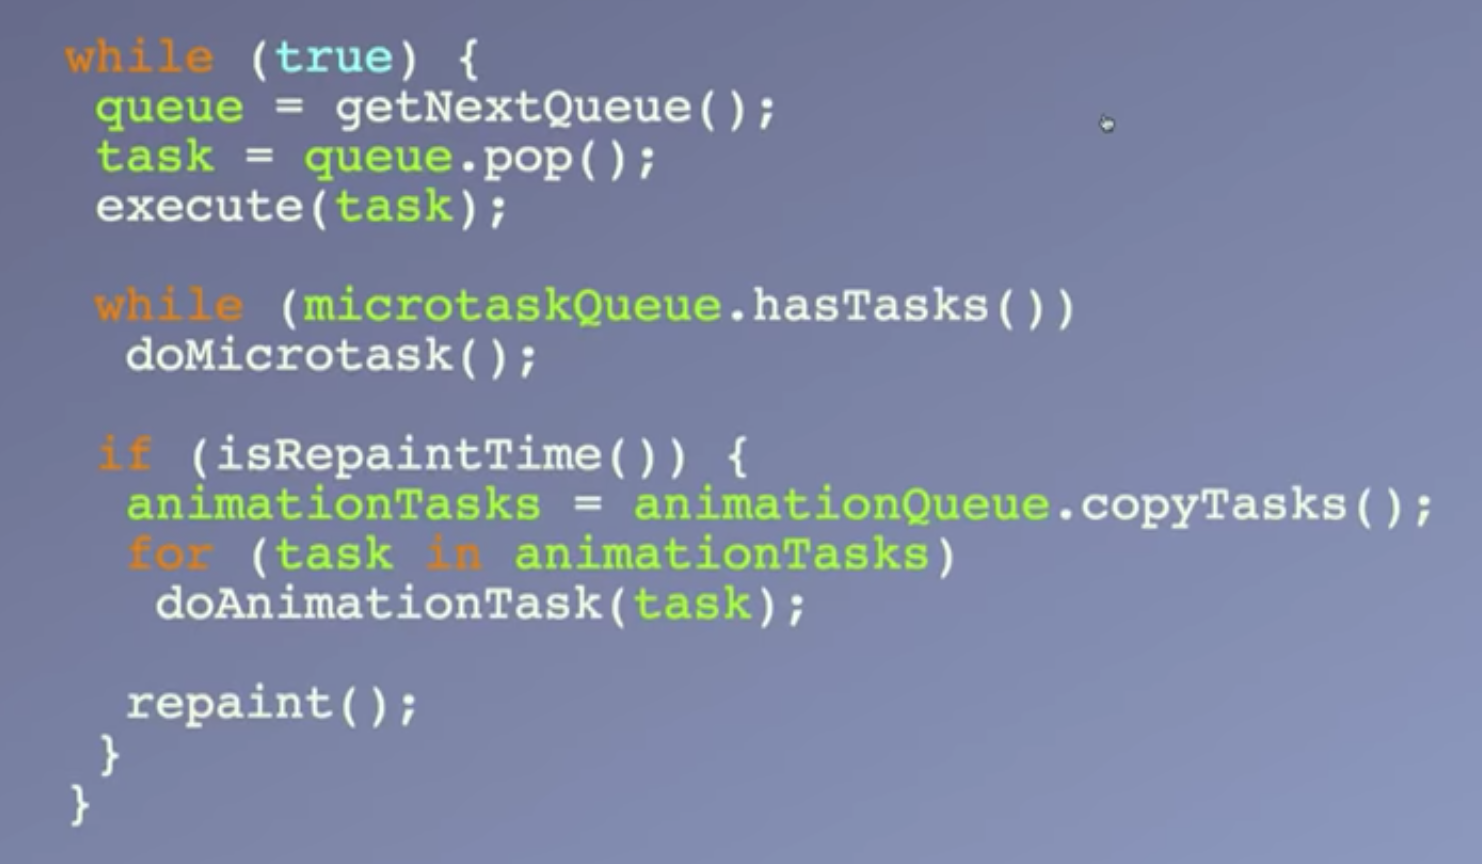 while (true) {
queue = getNextQueue();
task = queue.pop();
execute(task);
while (microtaskQueue.hasTasks())
doMicrotask();
if (isRepaintTime()) {
animationTasks = animationQueue.copyTasks();
for (task in animationTasks)
doAnimationTask(task);
repaint();
}
}